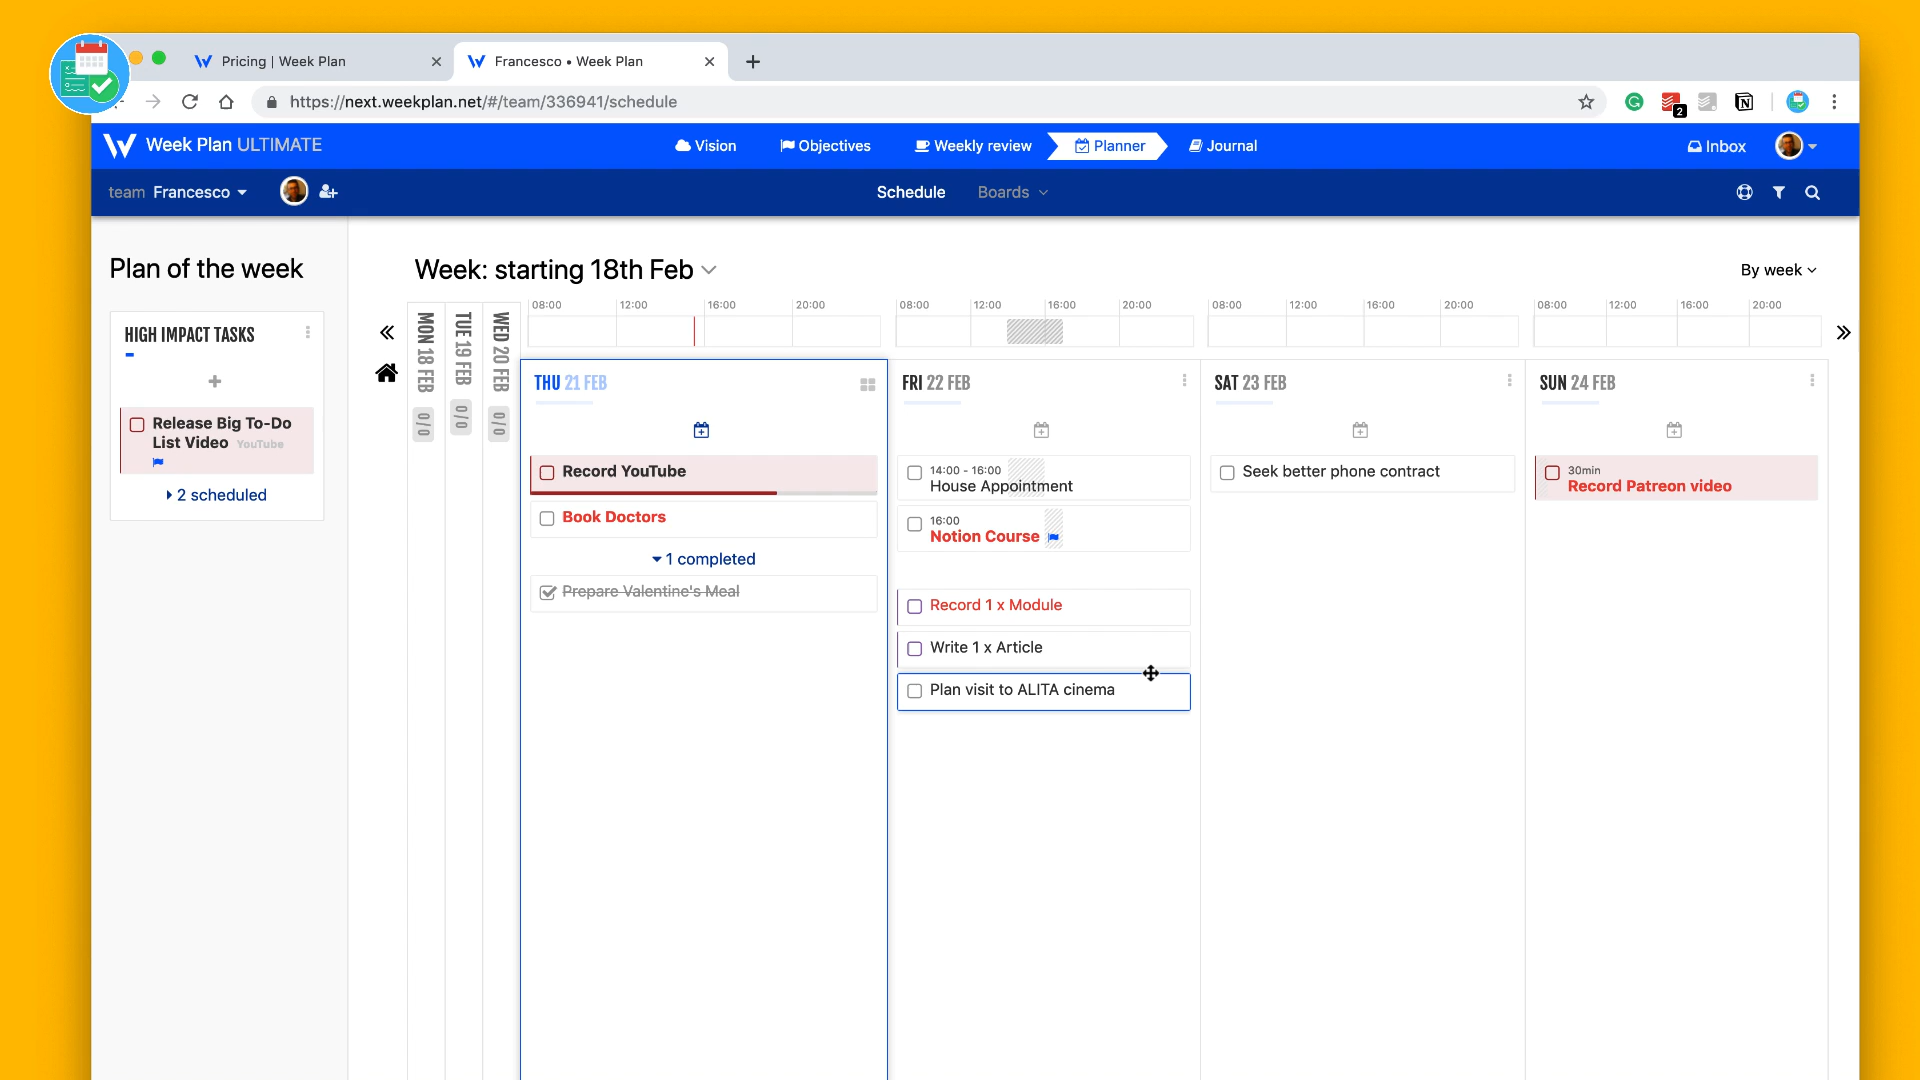 Pricing | Week Plan
Francesco • Week Plan
https://next.weekplan.net/#/team/336941/schedule
2
Week Plan ULTIMATE
Vision
Objectives
Weekly review
Planner
Journal
Inbox
team Francesco
Schedule
Boards
Plan of the week
Week: starting 18th Feb
By week
HIGH IMPACT TASKS
Release Big To-Do
List Video YouTube
2 scheduled
MON 18 FEB
0/0
TUE 19 FEB
0/0
WED 20 FEB
0/0
08:00 12:00 16:00 20:00
08:00 12:00 16:00 20:00
08:00 12:00 16:00 20:00
08:00 12:00 16:00 20:00
THU 21 FEB
Record YouTube
Book Doctors
1 completed
Prepare Valentine's Meal
FRI 22 FEB
14:00 - 16:00
House Appointment
16:00
Notion Course
Record 1 x Module
Write 1 x Article
Plan visit to ALITA cinema
SAT 23 FEB
Seek better phone contract
SUN 24 FEB
30min
Record Patreon video